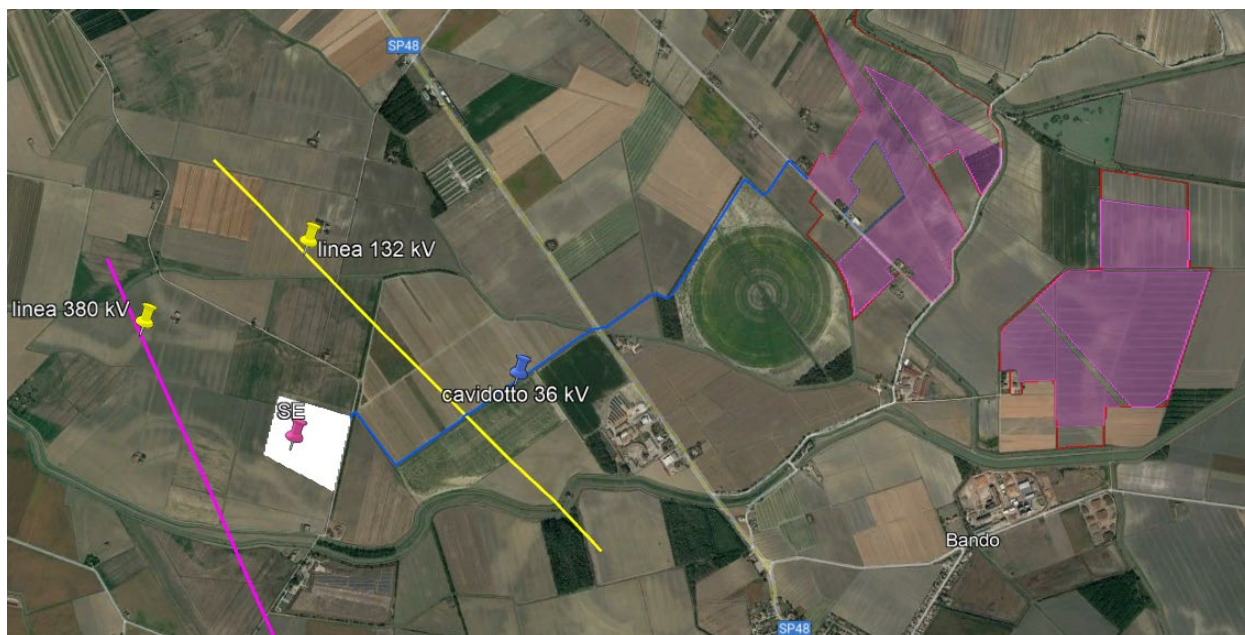 SP48
linea 132 kV
linea 380 kV
cavidotto 36 kV
SE
Bando
SP48